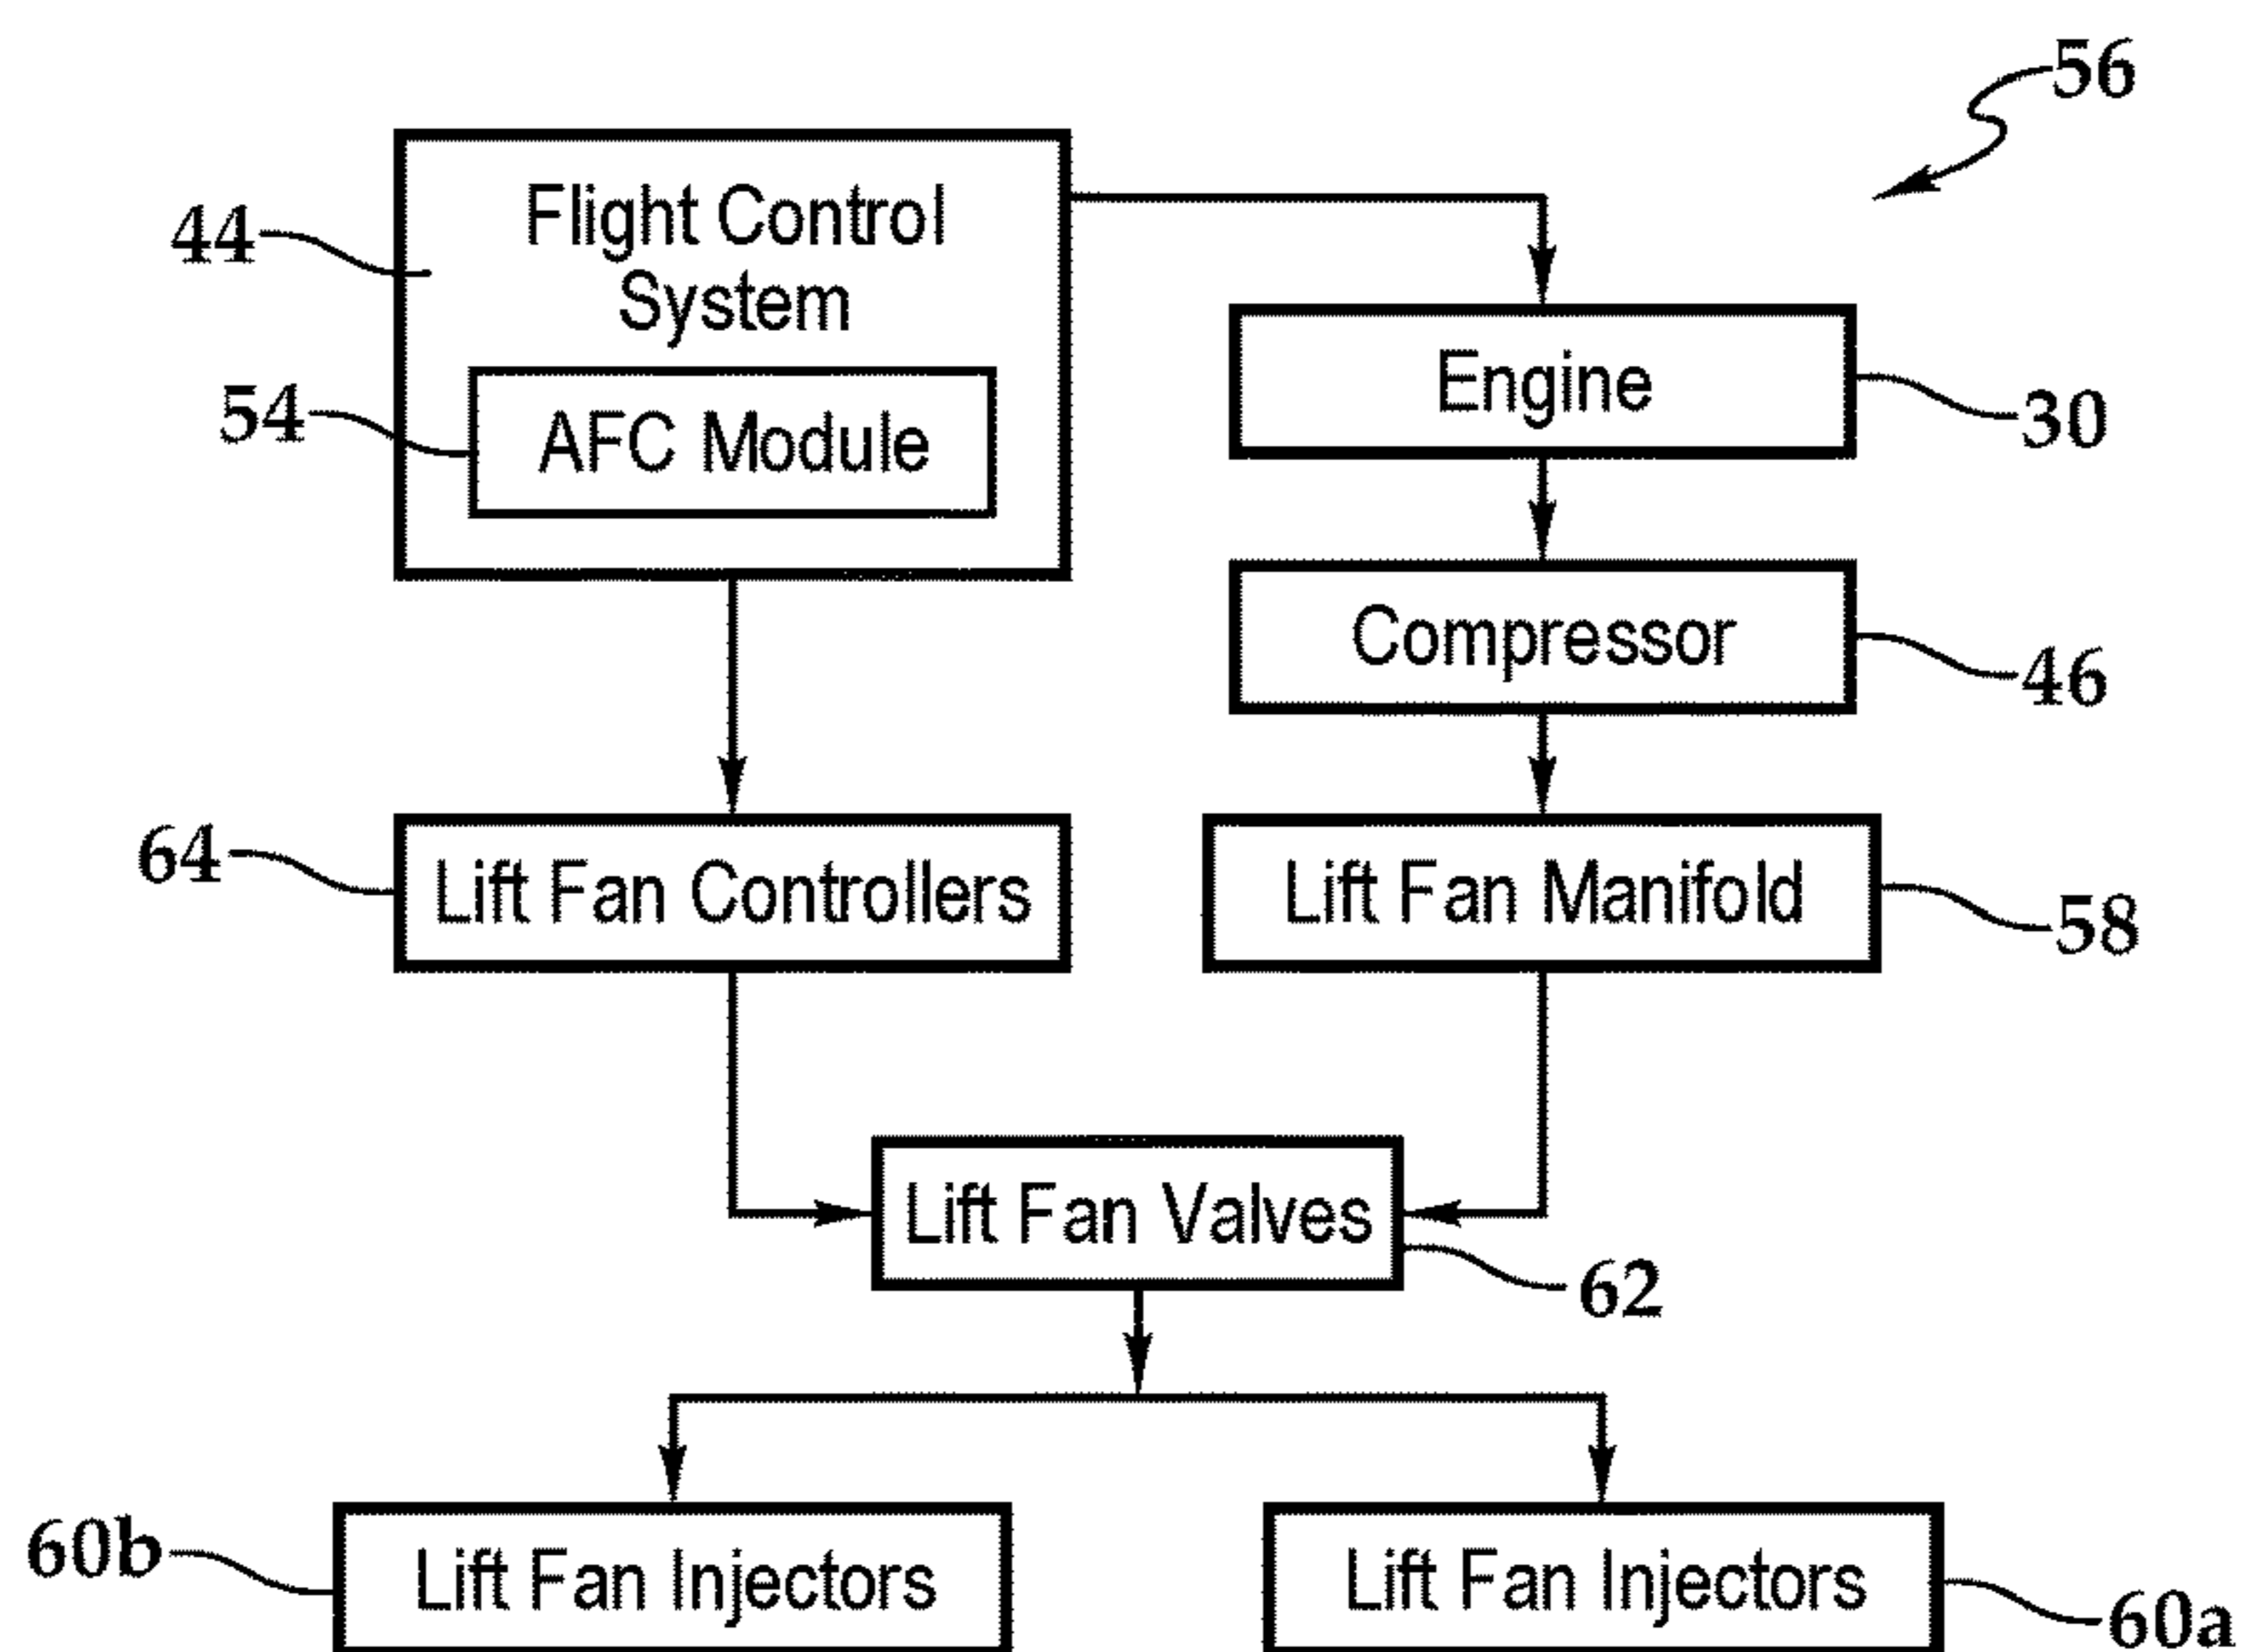 56
44
Flight Control
System
54
AFC Module
Engine
30
Compressor
46
64
Lift Fan Controllers
Lift Fan Manifold
58
Lift Fan Valves
62
60b
Lift Fan Injectors
Lift Fan Injectors
60a